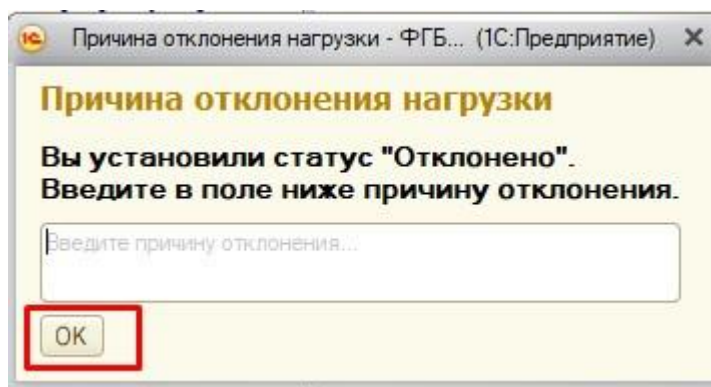 1С Причина отклонения нагрузки - ФГБ... (1С:Предприятие) ×
Причина отклонения нагрузки
Вы установили статус "Отклонено".
Введите в поле ниже причину отклонения.
Введите причину отклонения...
OK